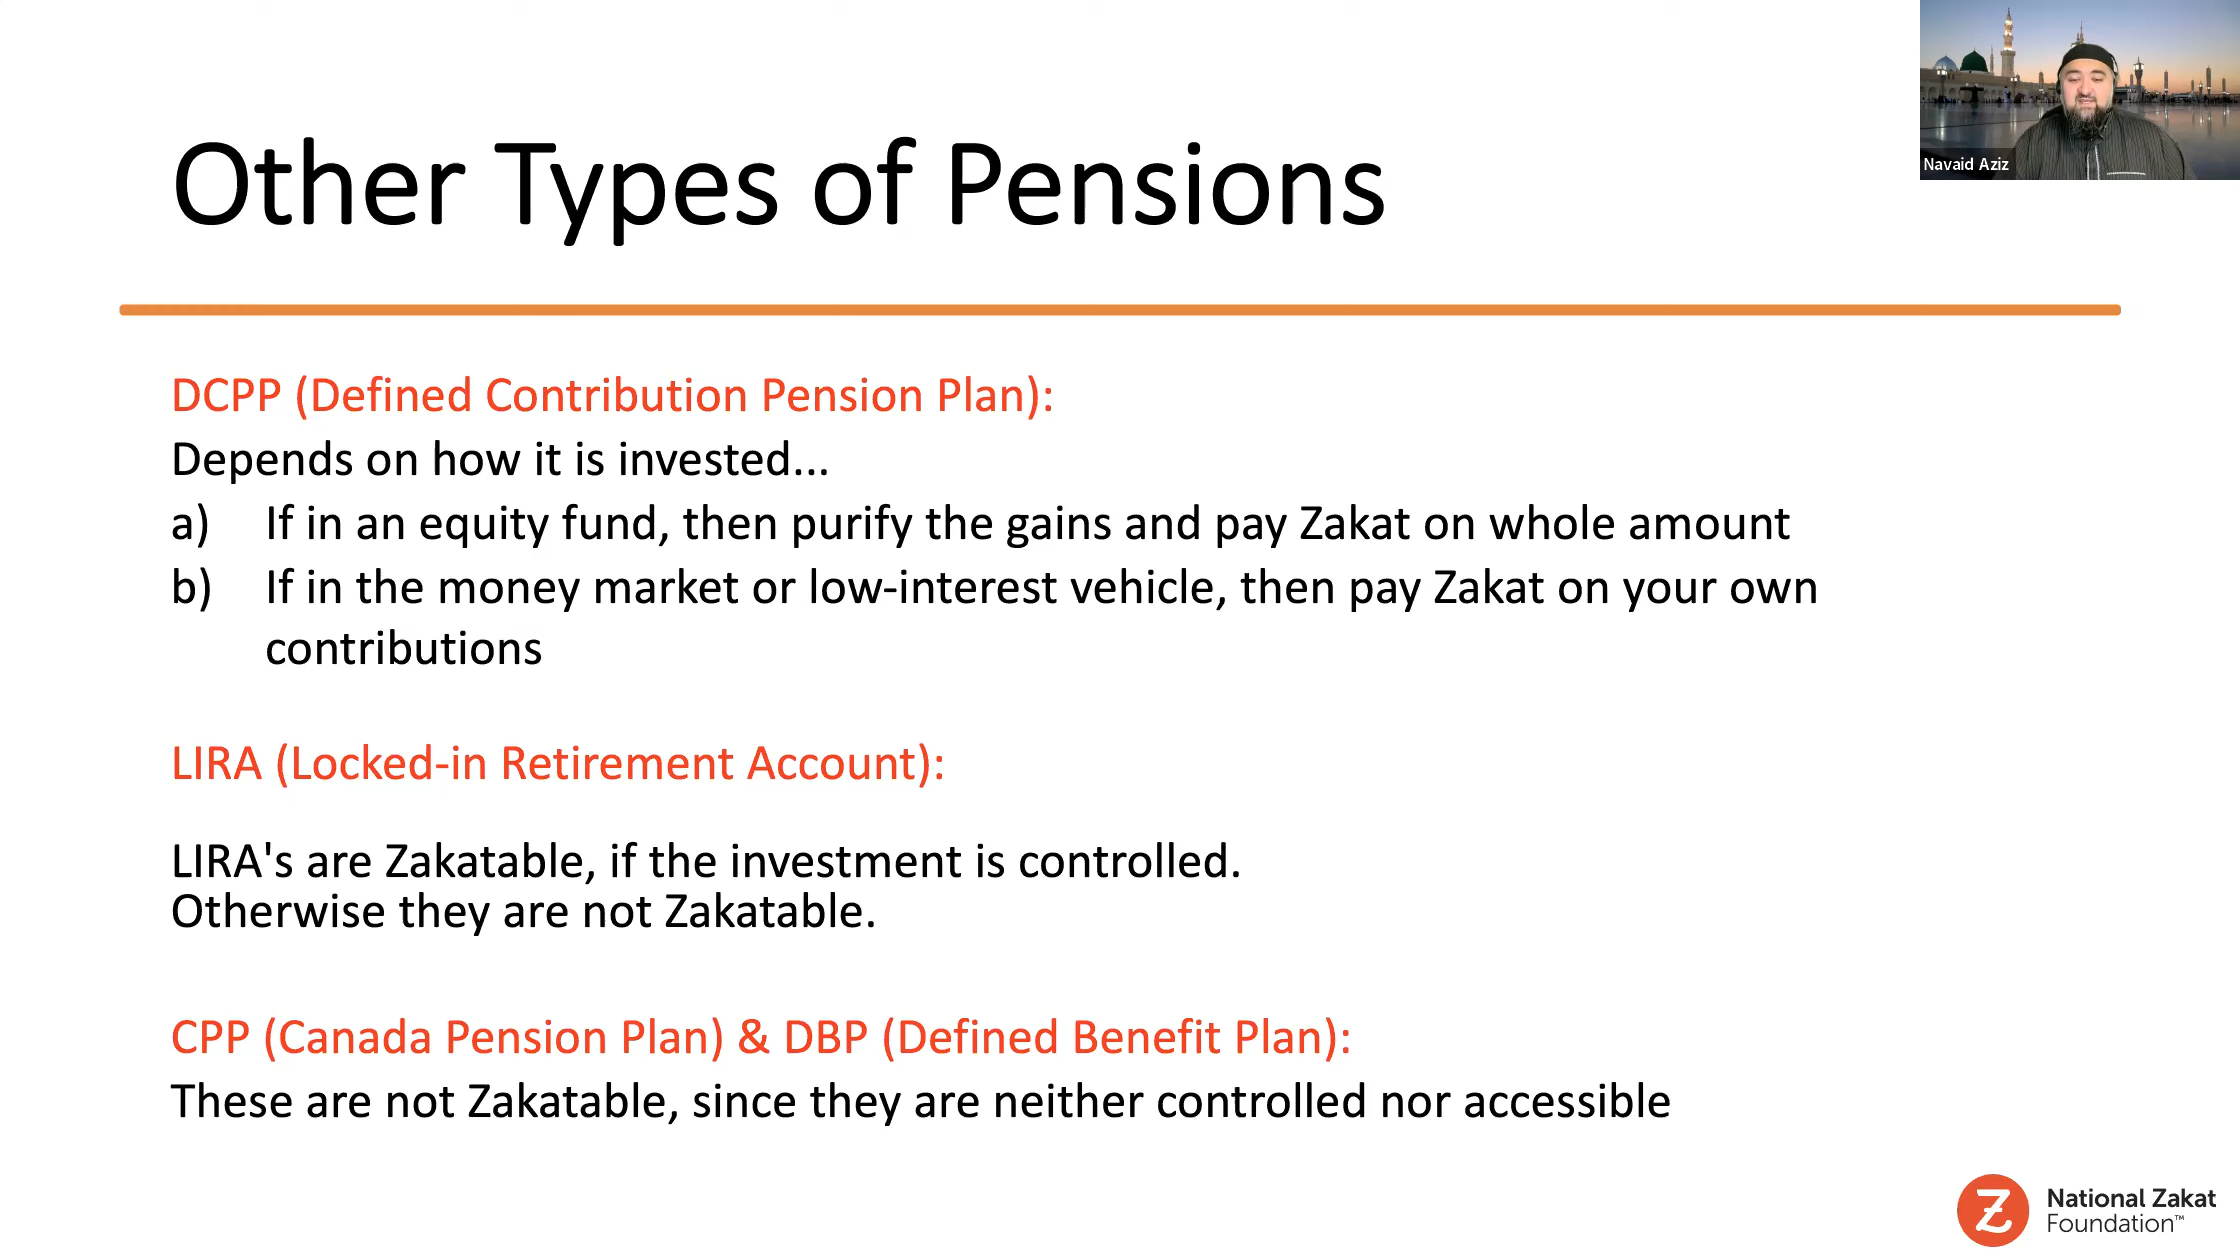 Other Types of Pensions
Navaid Aziz
DCPP (Defined Contribution Pension Plan):
Depends on how it is invested...
a) If in an equity fund, then purify the gains and pay Zakat on whole amount
b) If in the money market or low-interest vehicle, then pay Zakat on your own
contributions
LIRA (Locked-in Retirement Account):
LIRA's are Zakatable, if the investment is controlled.
Otherwise they are not Zakatable.
CPP (Canada Pension Plan) & DBP (Defined Benefit Plan):
These are not Zakatable, since they are neither controlled nor accessible
Z
National Zakat
Foundation™